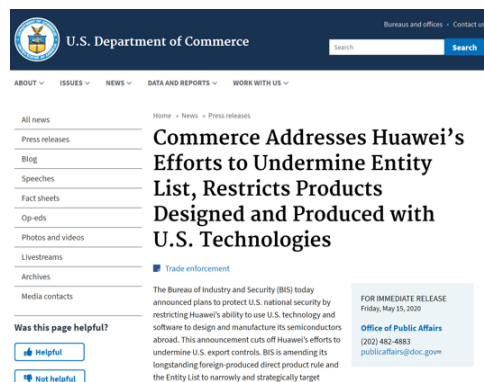 Bureaus and offices • Contact us
U.S. Department of Commerce
Search
Search
ABOUT
ISSUES
NEWS
DATA AND REPORTS
WORK WITH US
All news
Press releases
Blog
Speeches
Fact sheets
Op-eds
Photos and videos
Livestreams
Archives
Media contacts
Was this page helpful?
Helpful
Not helpful
Home » News » Press releases
Commerce Addresses Huawei’s
Efforts to Undermine Entity
List, Restricts Products
Designed and Produced with
U.S. Technologies
Trade enforcement
The Bureau of Industry and Security (BIS) today
announced plans to protect U.S. national security by
restricting Huawei’s ability to use U.S. technology and
software to design and manufacture its semiconductors
abroad. This announcement cuts off Huawei’s efforts to
undermine U.S. export controls. BIS is amending its
longstanding foreign-produced direct product rule and
the Entity List to narrowly and strategically target
FOR IMMEDIATE RELEASE
Friday, May 15, 2020
Office of Public Affairs
(202) 482-4883
publicaffairs@doc.gov